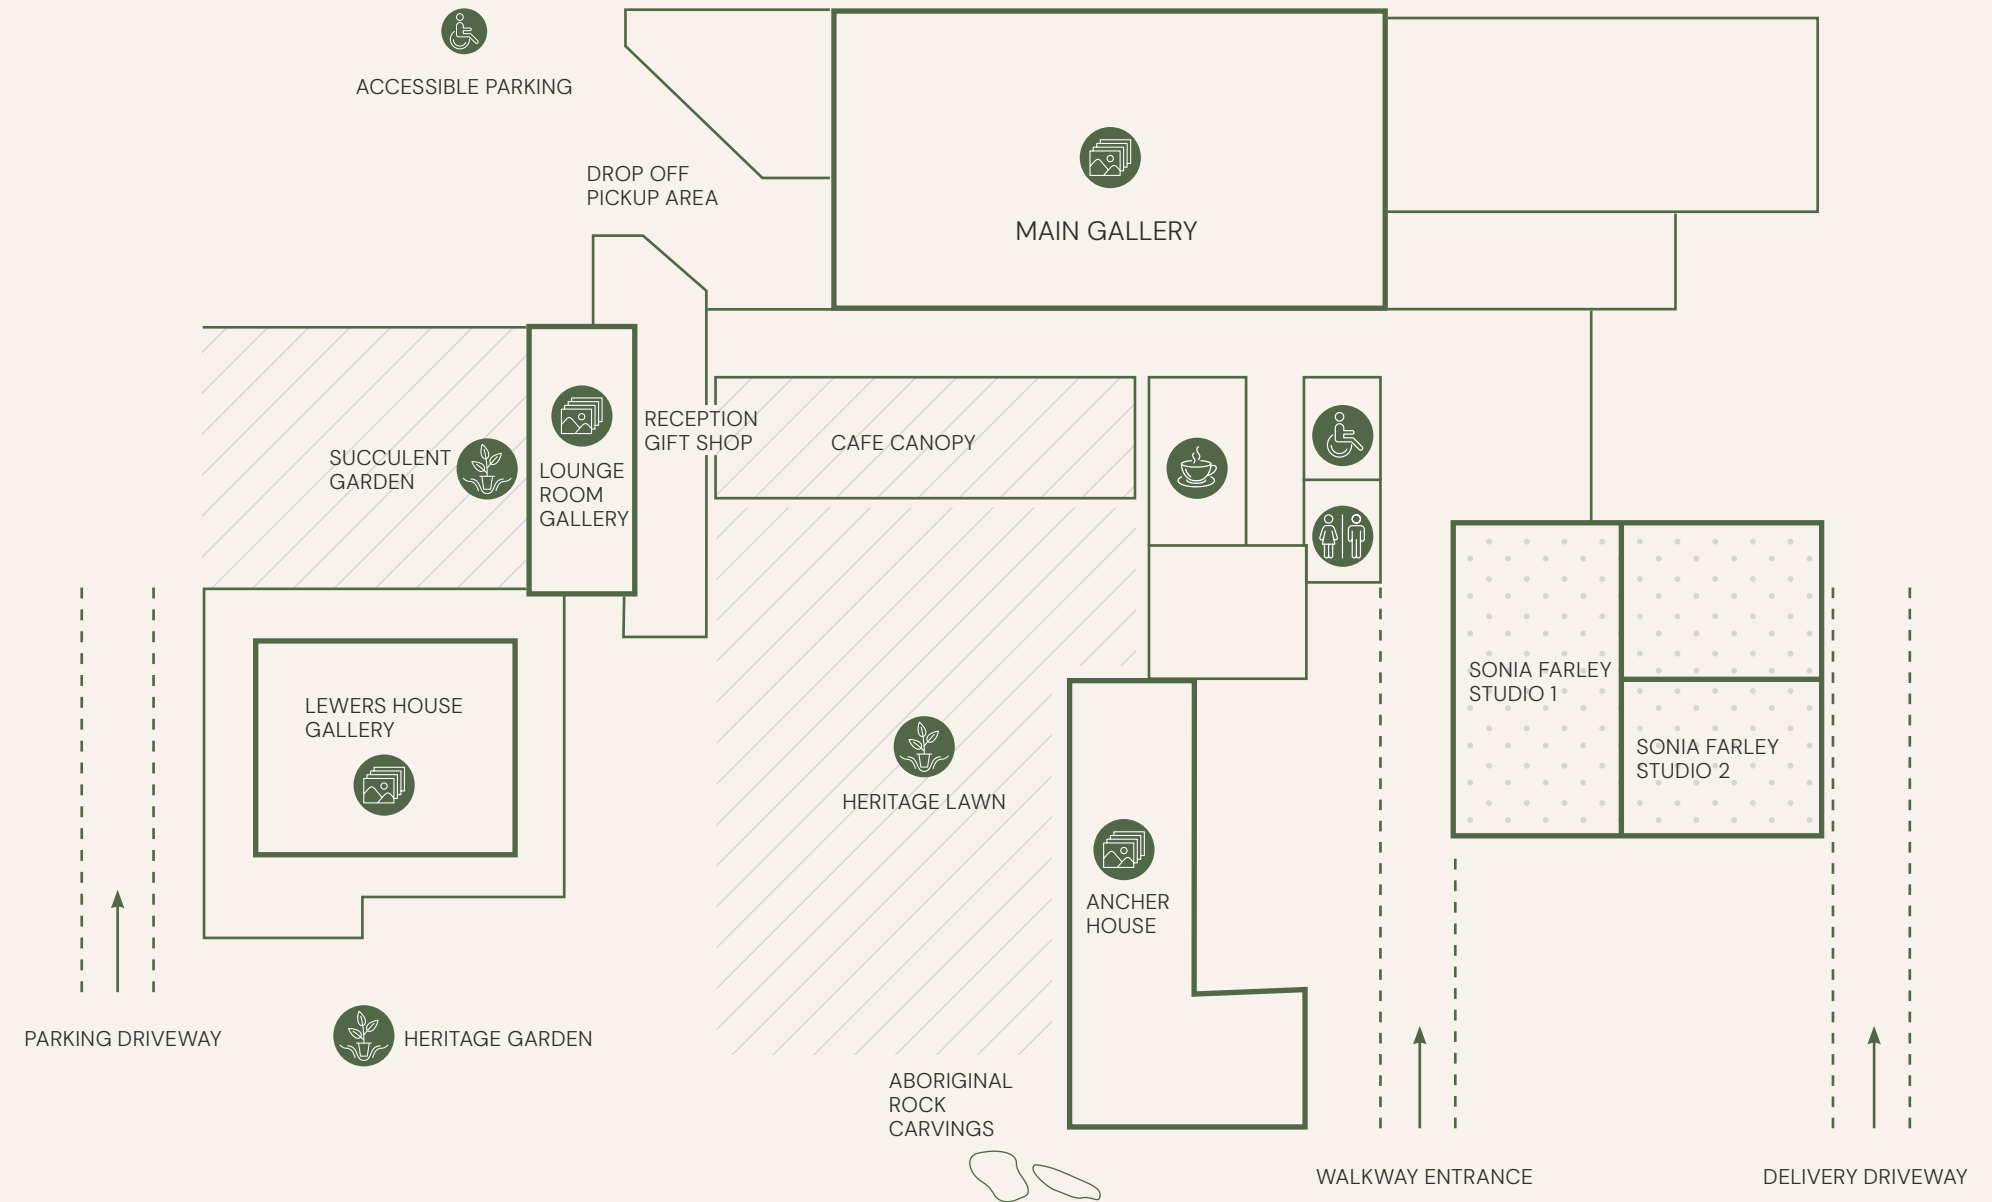 ACCESSIBLE PARKING
DROP OFF
PICKUP AREA
MAIN GALLERY
RECEPTION
GIFT SHOP
CAFE CANOPY
SUCCULENT
GARDEN
LOUNGE
ROOM
GALLERY
LEWERS HOUSE
GALLERY
SONIA FARLEY
STUDIO 1
SONIA FARLEY
STUDIO 2
HERITAGE LAWN
ANCHER
HOUSE
PARKING DRIVEWAY
HERITAGE GARDEN
ABORIGINAL
ROCK
CARVINGS
WALKWAY ENTRANCE
DELIVERY DRIVEWAY